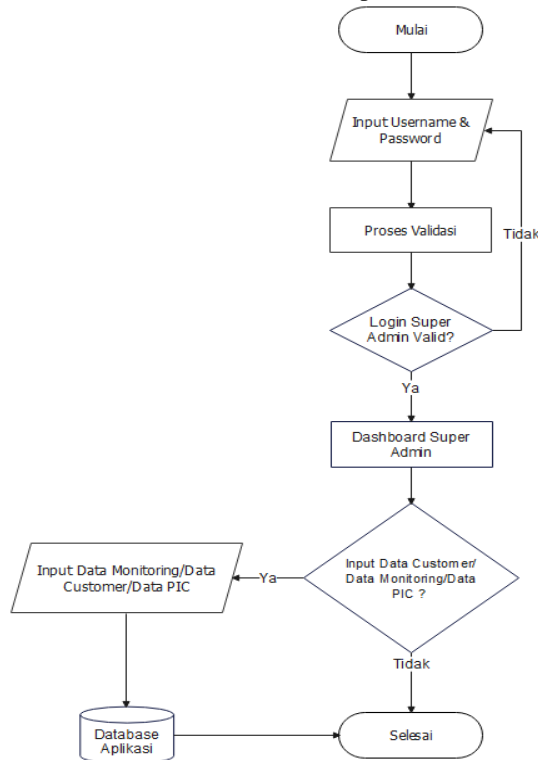 Mulai
Input Username &
Password
Proses Validasi
Tidak
Login Super
Admin Valid?
Ya
Dashboard Super
Admin
Input Data Customer/
Data Monitoring/Data
PIC ?
Ya
Input Data Monitoring/Data
Customer/Data PIC
Tidak
Database
Aplikasi
Selesai